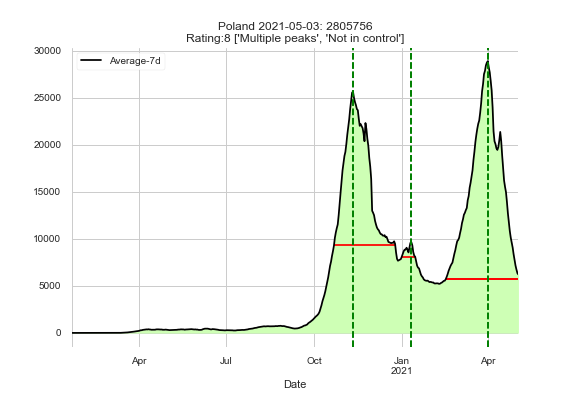 Poland 2021-05-03: 2805756
Rating:8 ['Multiple peaks', 'Not in control']
30000
25000
20000
15000
10000
5000
0
Average-7d
Apr
Jul
Oct
Jan
2021
Apr
Date